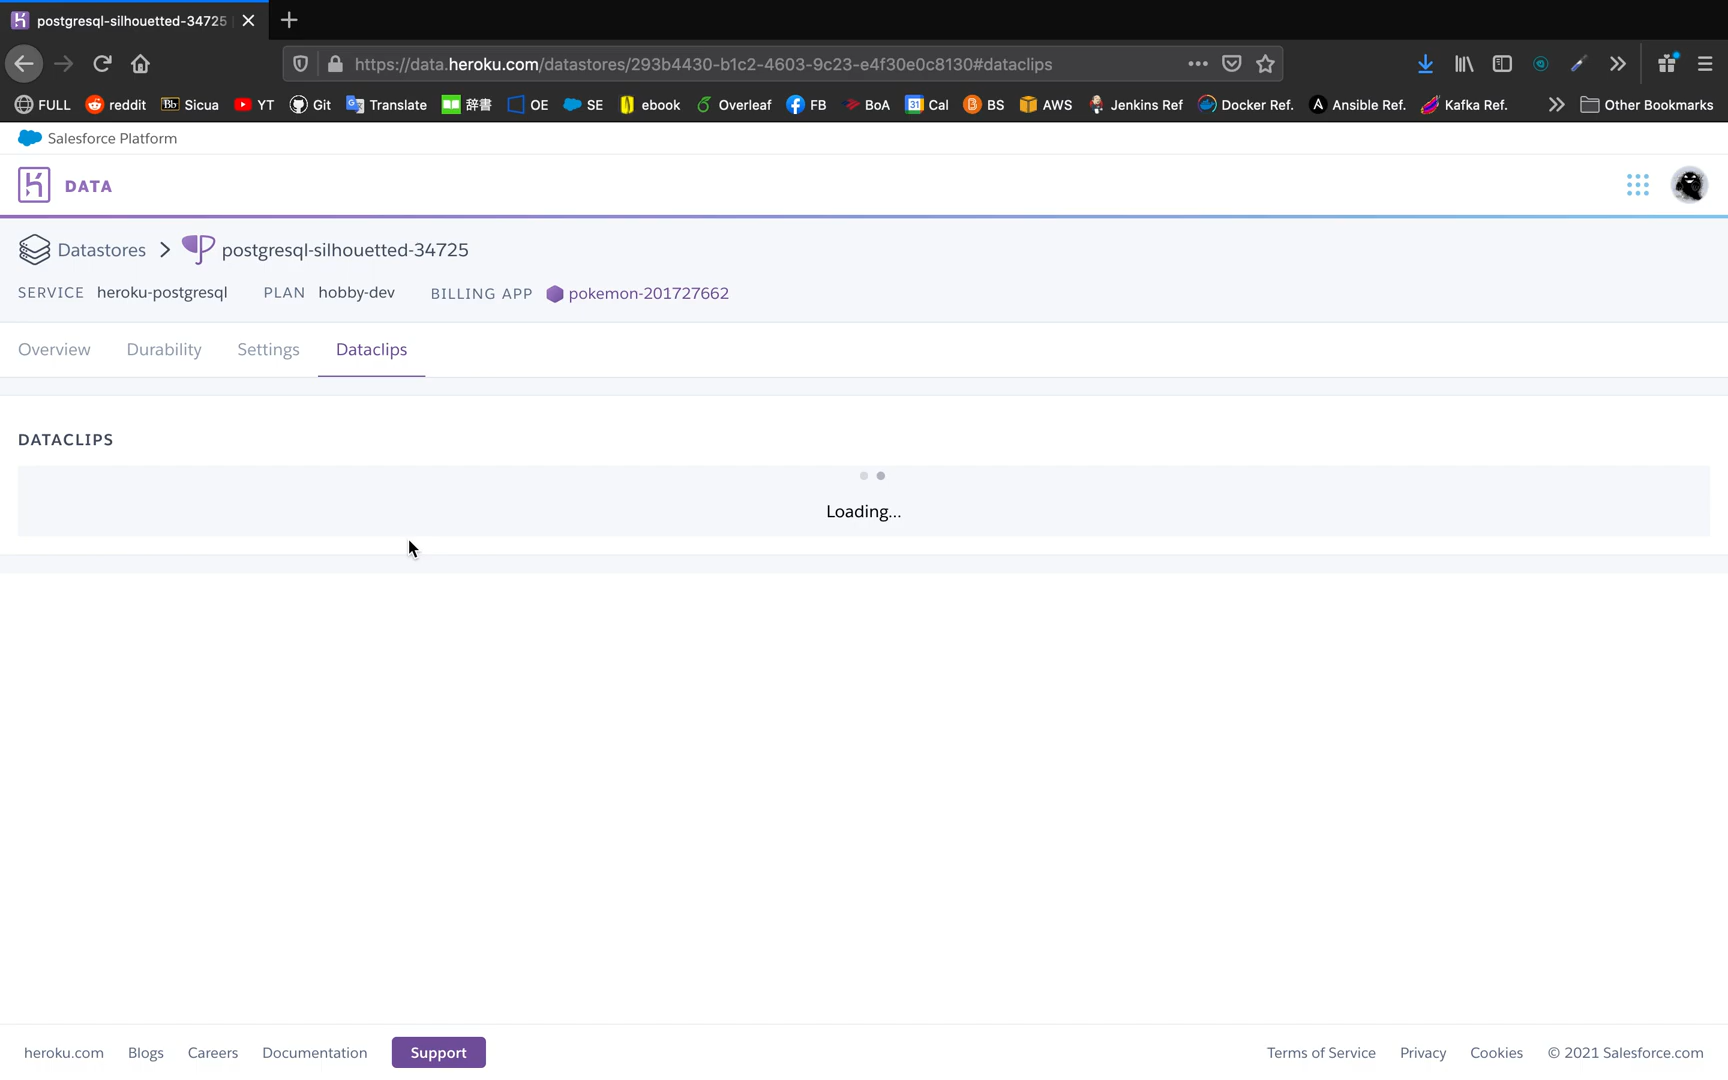 postgresql-silhouetted-34725
https://data.heroku.com/datastores/293b4430-b1c2-4603-9c23-e4f30e0c8130#dataclips
FULL reddit Bb Sicua YT Git Translate 辞書 OE SE ebook Overleaf FB BoA 31 Cal BS AWS Jenkins Ref Docker Ref. Ansible Ref. Kafka Ref. Other Bookmarks
Salesforce Platform
DATA
Datastores > postgresql-silhouetted-34725
SERVICE heroku-postgresql PLAN hobby-dev BILLING APP pokemon-201727662
Overview Durability Settings Dataclips
DATACLIPS
Loading...
heroku.com Blogs Careers Documentation Support Terms of Service Privacy Cookies © 2021 Salesforce.com